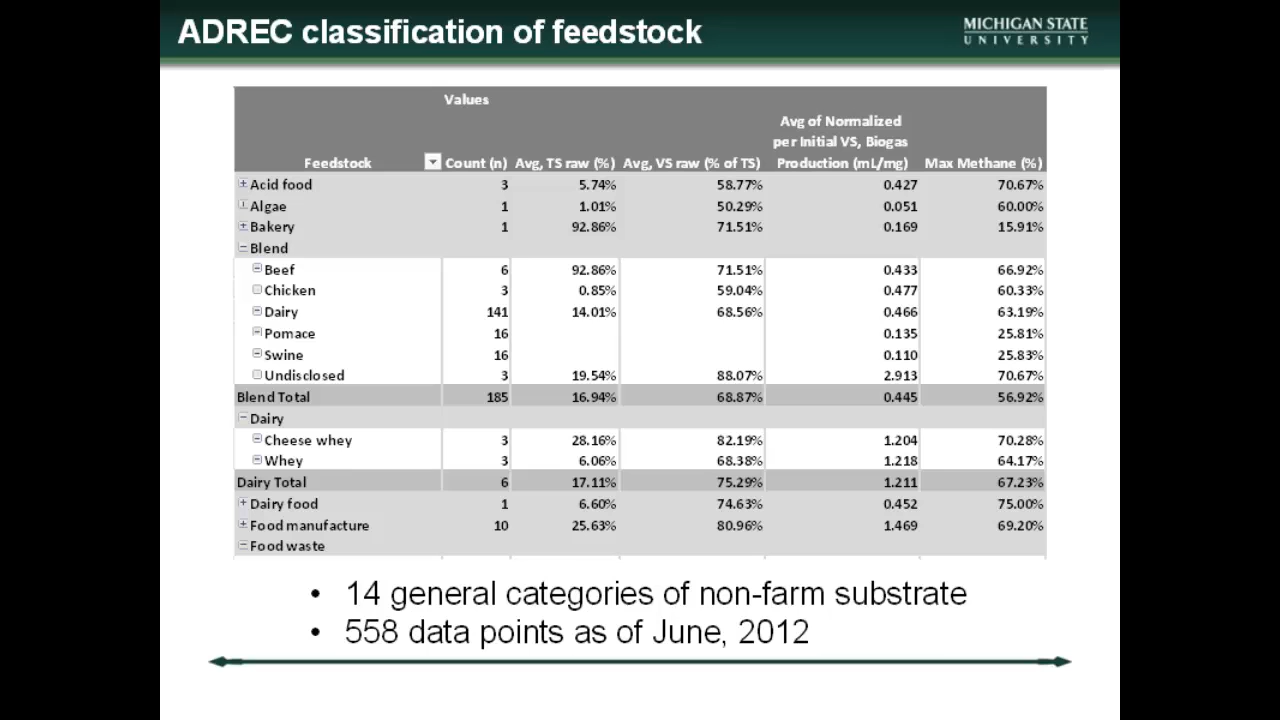 ADREC classification of feedstock
MICHIGAN STATE
UNIVERSITY
Values
Avg of Normalized
per Initial VS, Biogas
Feedstock Count (n) Avg, TS raw (%) Avg, VS raw (% of TS) Production (mL/mg) Max Methane (%)
Acid food 3 5.74% 58.77% 0.427 70.67%
Algae 1 1.01% 50.29% 0.051 60.00%
Bakery 1 92.86% 71.51% 0.169 15.91%
Blend
Beef 6 92.86% 71.51% 0.433 66.92%
Chicken 3 0.85% 59.04% 0.477 60.33%
Dairy 141 14.01% 68.56% 0.466 63.19%
Pomace 16 0.135 25.81%
Swine 16 0.110 25.83%
Undisclosed 3 19.54% 88.07% 2.913 70.67%
Blend Total 185 16.94% 68.87% 0.445 56.92%
Dairy
Cheese whey 3 28.16% 82.19% 1.204 70.28%
Whey 3 6.06% 68.38% 1.218 64.17%
Dairy Total 6 17.11% 75.29% 1.211 67.23%
Dairy food 1 6.60% 74.63% 0.452 75.00%
Food manufacture 10 25.63% 80.96% 1.469 69.20%
Food waste
• 14 general categories of non-farm substrate
• 558 data points as of June, 2012